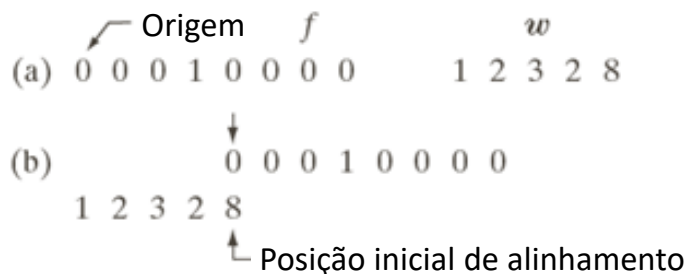 Origem f w
(a) 0 0 0 1 0 0 0 0 1 2 3 2 8
(b) 0 0 0 1 0 0 0 0
1 2 3 2 8
Posição inicial de alinhamento